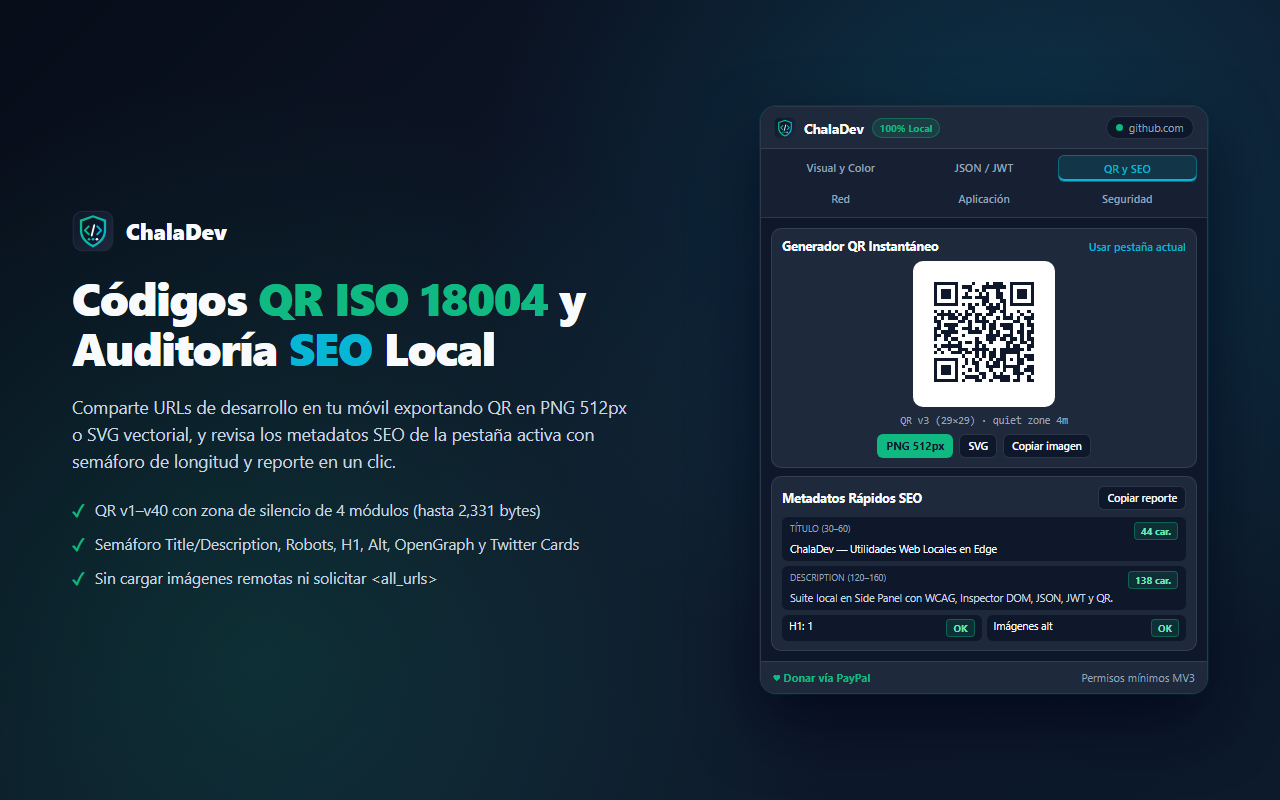 ChalaDev
Códigos QR ISO 18004 y
Auditoría SEO Local
Comparte URLs de desarrollo en tu móvil exportando QR en PNG 512px
o SVG vectorial, y revisa los metadatos SEO de la pestaña activa con
semáforo de longitud y reporte en un clic.
✓ QR v1–v40 con zona de silencio de 4 módulos (hasta 2,331 bytes)
✓ Semáforo Title/Description, Robots, H1, Alt, OpenGraph y Twitter Cards
✓ Sin cargar imágenes remotas ni solicitar <all_urls>
ChalaDev 100% Local github.com
Visual y Color JSON / JWT QR y SEO
Red Aplicación Seguridad
Generador QR Instantáneo Usar pestaña actual
QR v3 (29×29) · quiet zone 4m
PNG 512px SVG Copiar imagen
Metadatos Rápidos SEO Copiar reporte
TÍTULO (30–60) 44 car.
ChalaDev — Utilidades Web Locales en Edge
DESCRIPTION (120–160) 138 car.
Suite local en Side Panel con WCAG, Inspector DOM, JSON, JWT y QR.
H1: 1 OK Imágenes alt OK
♥ Donar vía PayPal Permisos mínimos MV3